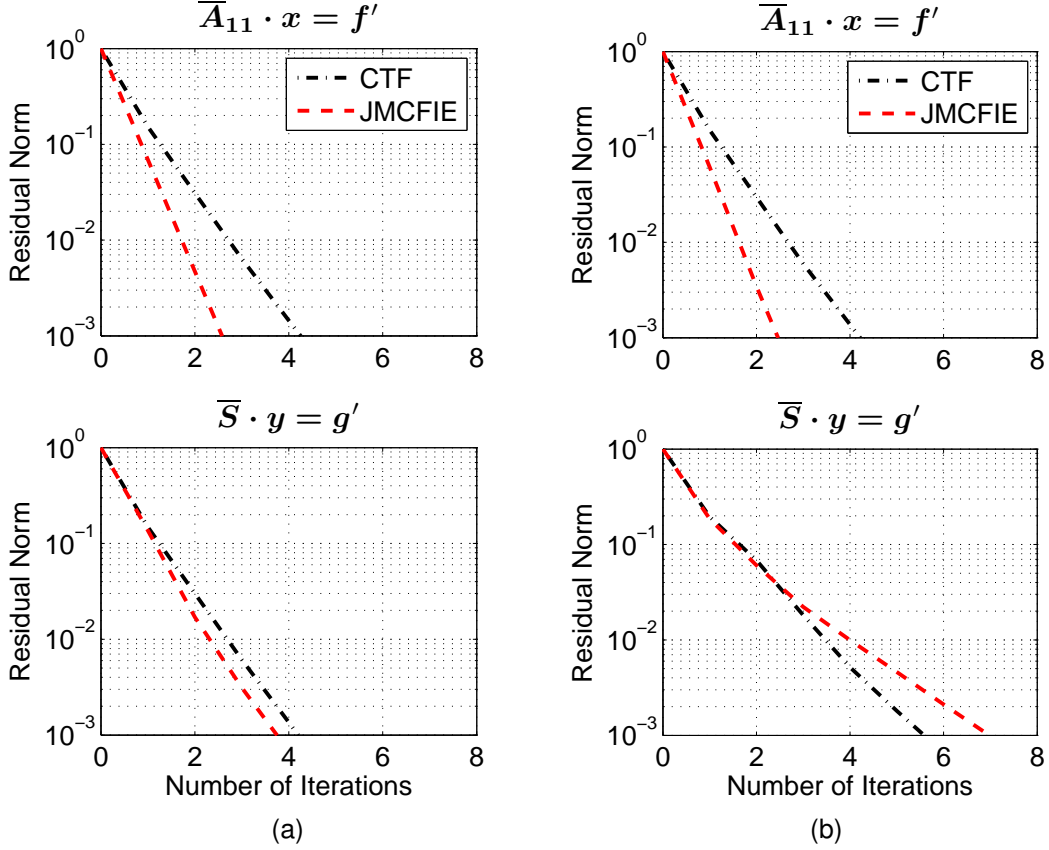 A̅₁₁ · x = f′
10⁰
10⁻¹
10⁻²
10⁻³
Residual Norm
0 2 4 6 8
CTF
JMCFIE
A̅₁₁ · x = f′
10⁰
10⁻¹
10⁻²
10⁻³
Residual Norm
0 2 4 6 8
CTF
JMCFIE
S̅ · y = g′
10⁰
10⁻¹
10⁻²
10⁻³
Residual Norm
0 2 4 6 8
Number of Iterations
(a)
S̅ · y = g′
10⁰
10⁻¹
10⁻²
10⁻³
Residual Norm
0 2 4 6 8
Number of Iterations
(b)